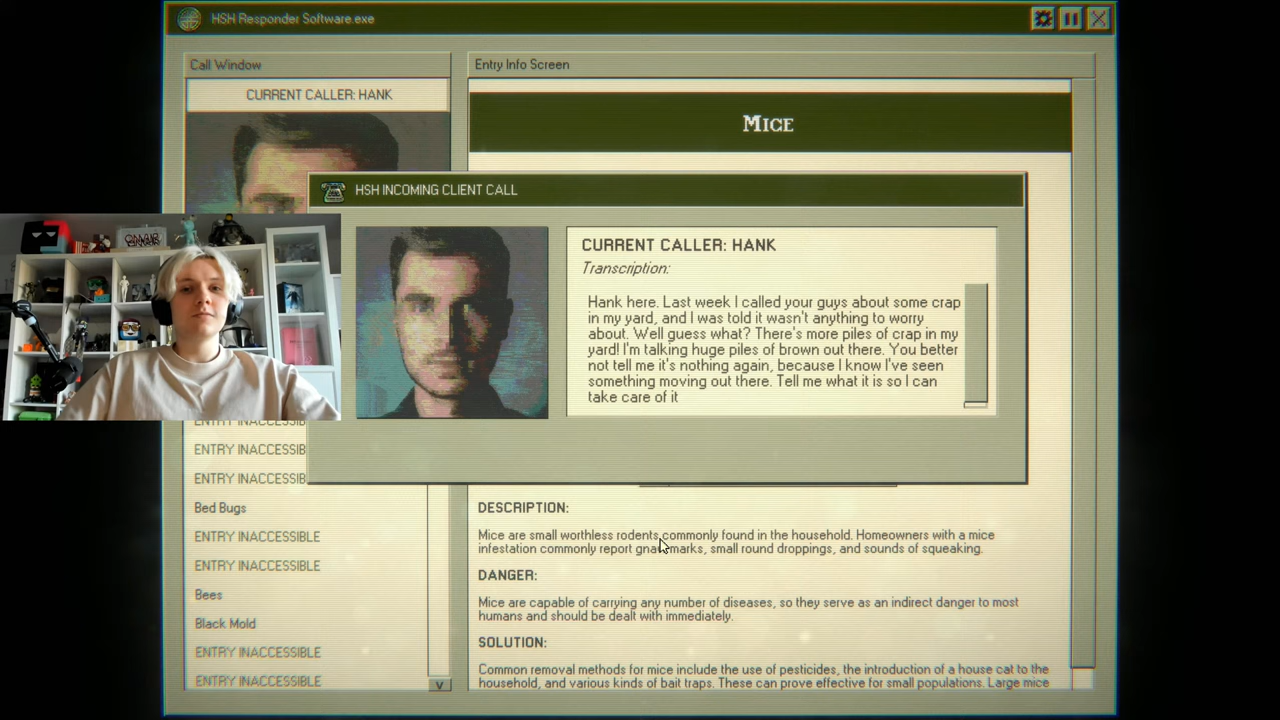 HSH Responder Software.exe
Call Window
Entry Info Screen
CURRENT CALLER: HANK
MICE
HSH INCOMING CLIENT CALL
CURRENT CALLER: HANK
Transcription:
Hank here. Last week I called your guys about some crap
in my yard, and I was told it wasn't anything to worry
about. Well guess what? There's more piles of crap in my
yard! I'm talking huge piles of brown out there. You better
not tell me it's nothing again, because I know I've seen
something moving out there. Tell me what it is so I can
take care of it
ENTRY INACCESSIB
ENTRY INACCESSIB
ENTRY INACCESSIB
Bed Bugs
ENTRY INACCESSIBLE
ENTRY INACCESSIBLE
Bees
Black Mold
ENTRY INACCESSIBLE
ENTRY INACCESSIBLE
V
DESCRIPTION:
Mice are small worthless rodents commonly found in the household. Homeowners with a mice
infestation commonly report gnaw marks, small round droppings, and sounds of squeaking.
DANGER:
Mice are capable of carrying any number of diseases, so they serve as an indirect danger to most
humans and should be dealt with immediately.
SOLUTION:
Common removal methods for mice include the use of pesticides, the introduction of a house cat to the
household, and various kinds of bait traps. These can prove effective for small populations. Large mice